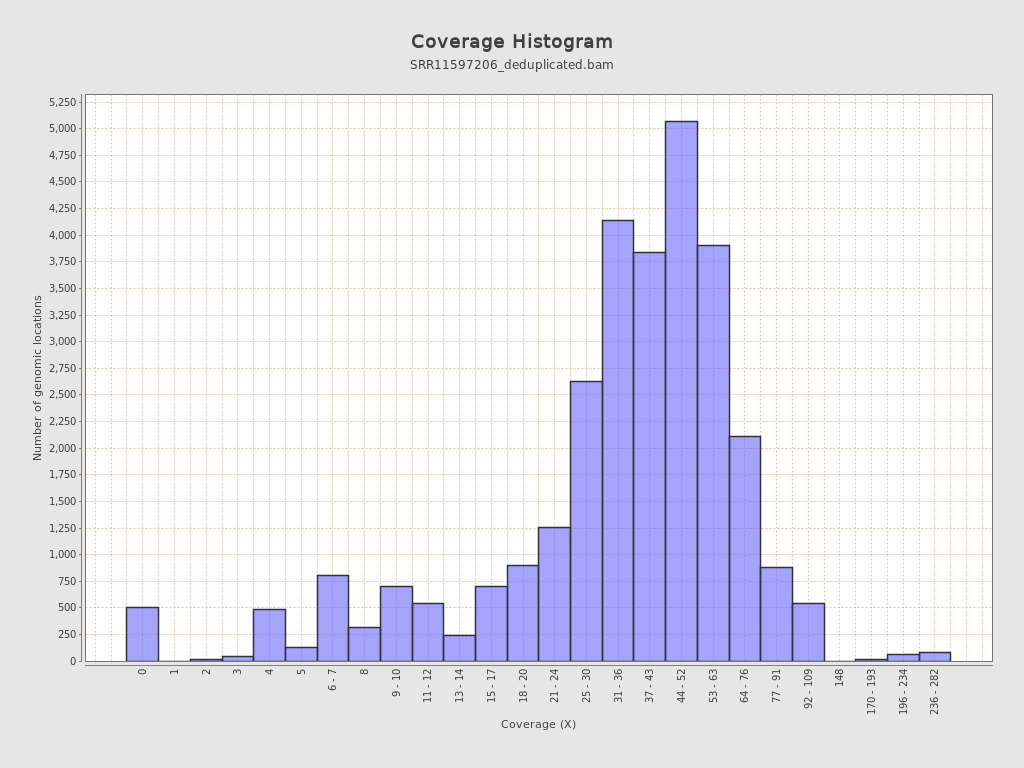 Coverage Histogram
SRR11597206_deduplicated.bam
5,250
5,000
4,750
4,500
4,250
4,000
3,750
3,500
3,250
3,000
2,750
2,500
2,250
2,000
1,750
1,500
1,250
1,000
750
500
250
0
Number of genomic locations
0
1
2
3
4
5
6 - 7
8
9 - 10
11 - 12
13 - 14
15 - 17
18 - 20
21 - 24
25 - 30
31 - 36
37 - 43
44 - 52
53 - 63
64 - 76
77 - 91
92 - 109
148
170 - 193
196 - 234
236 - 282
Coverage (X)